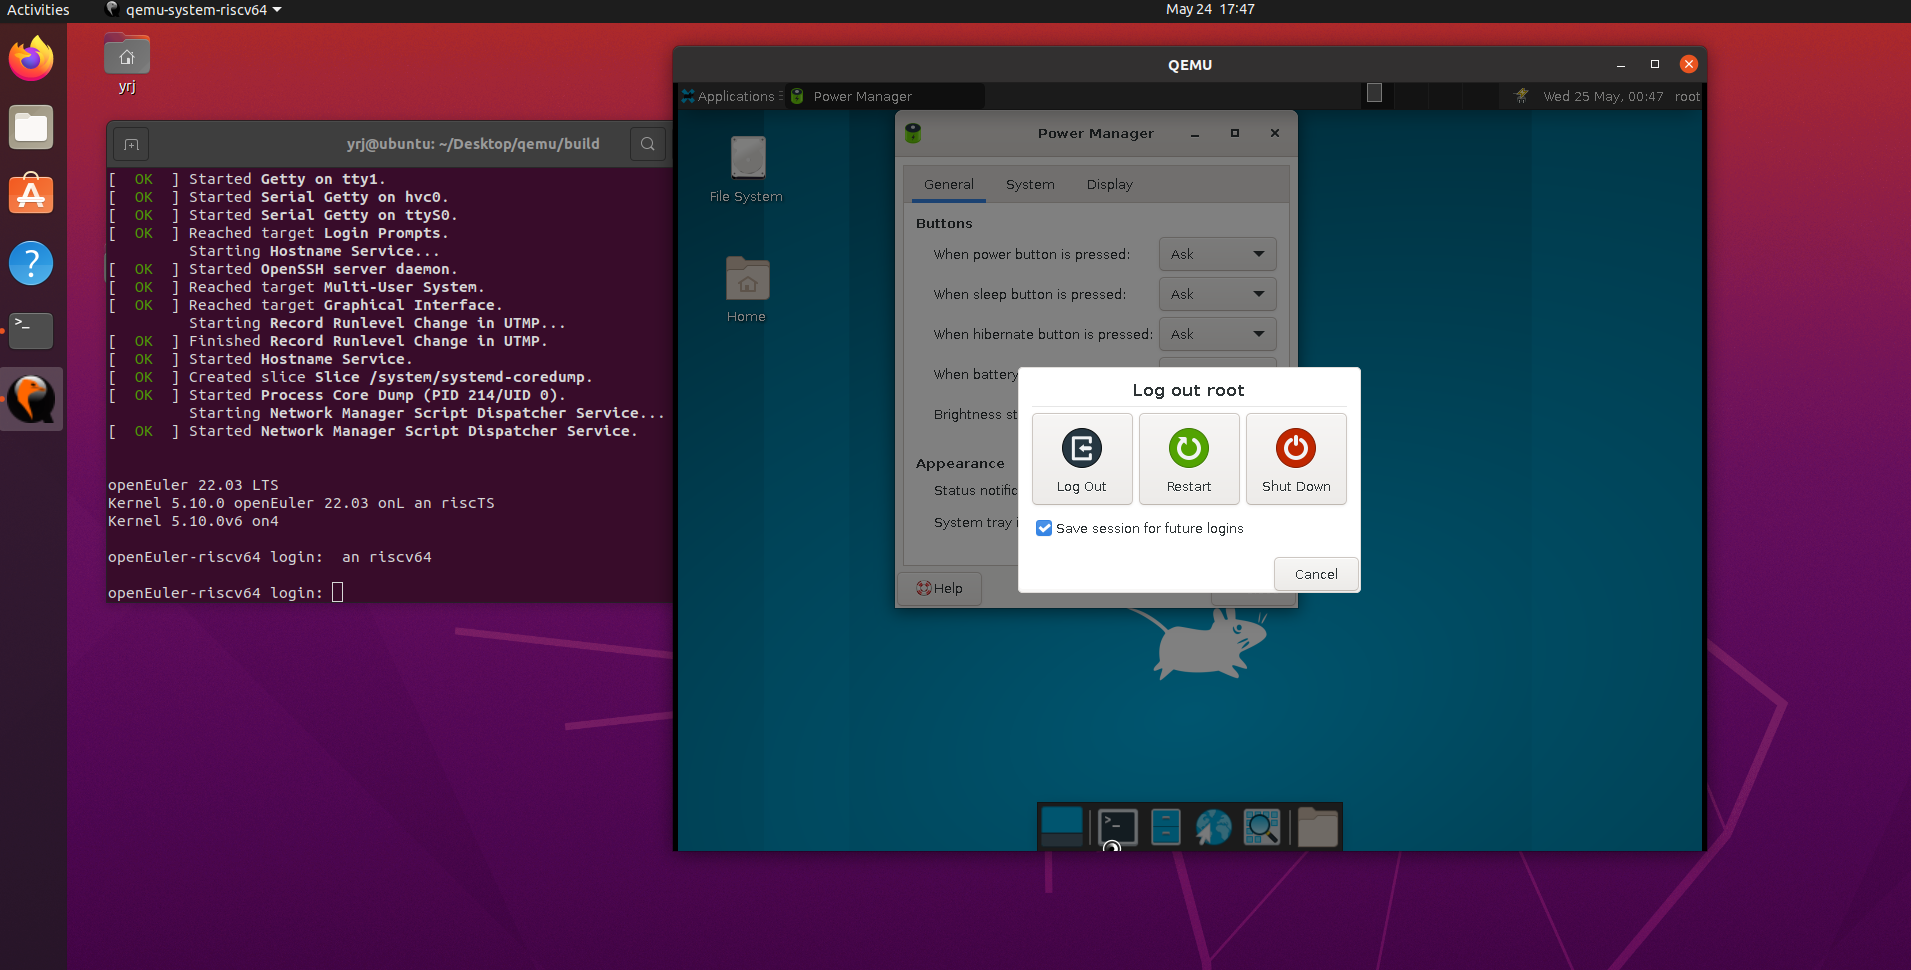 Activities
qemu-system-riscv64
May 24 17:47
yrj
yrj@ubuntu: ~/Desktop/qemu/build
[ OK ] Started Getty on tty1.
[ OK ] Started Serial Getty on hvc0.
[ OK ] Started Serial Getty on ttyS0.
[ OK ] Reached target Login Prompts.
Starting Hostname Service...
[ OK ] Started OpenSSH server daemon.
[ OK ] Reached target Multi-User System.
[ OK ] Reached target Graphical Interface.
Starting Record Runlevel Change in UTMP...
[ OK ] Finished Record Runlevel Change in UTMP.
[ OK ] Started Hostname Service.
[ OK ] Created slice Slice /system/systemd-coredump.
[ OK ] Started Process Core Dump (PID 214/UID 0).
Starting Network Manager Script Dispatcher Service...
[ OK ] Started Network Manager Script Dispatcher Service.
openEuler 22.03 LTS
Kernel 5.10.0 openEuler 22.03 onL an riscTS
Kernel 5.10.0v6 on4
openEuler-riscv64 login:  an riscv64
openEuler-riscv64 login:
QEMU
Applications
Power Manager
Wed 25 May, 00:47
root
File System
Home
Power Manager
General
System
Display
Buttons
When power button is pressed:
Ask
When sleep button is pressed:
Ask
When hibernate button is pressed:
Ask
When battery
Brightness st
Appearance
Status notific
System tray i
Help
Log out root
Log Out
Restart
Shut Down
Save session for future logins
Cancel